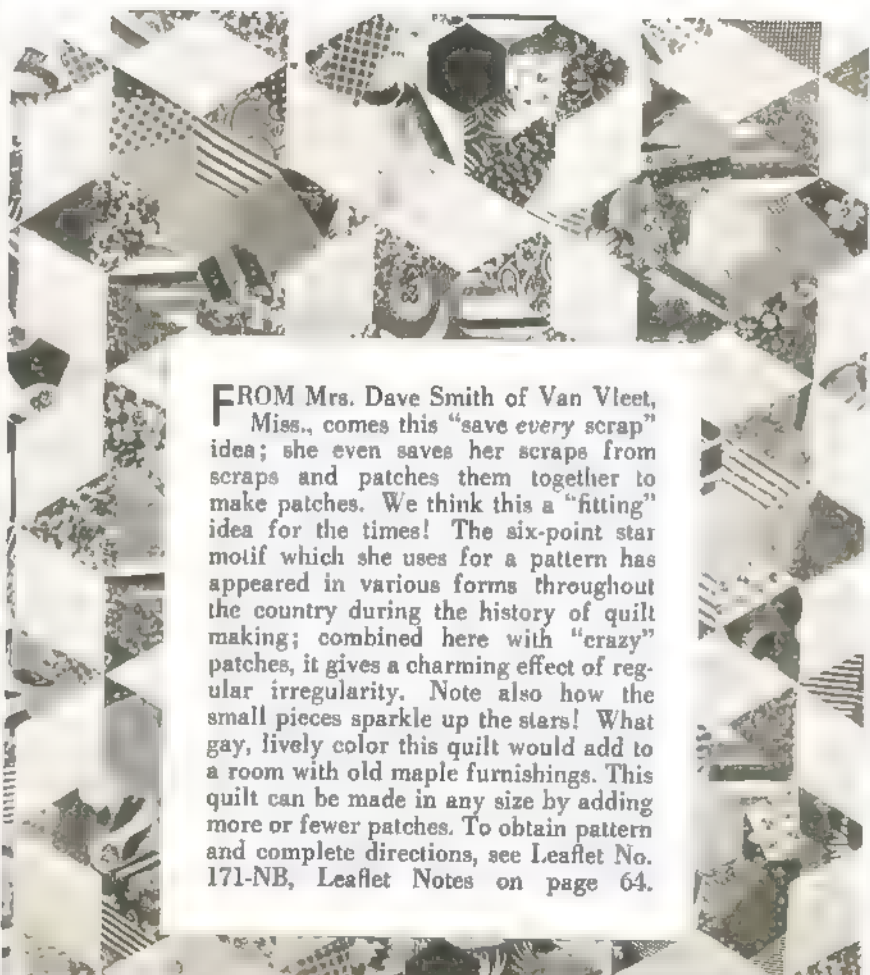 FROM Mrs. Dave Smith of Van Vleet,
Miss., comes this “save every scrap”
idea; she even saves her scraps from
scraps and patches them together to
make patches. We think this a “fitting”
idea for the times! The six-point star
motif which she uses for a pattern has
appeared in various forms throughout
the country during the history of quilt
making; combined here with “crazy”
patches, it gives a charming effect of reg-
ular irregularity. Note also how the
small pieces sparkle up the stars! What
gay, lively color this quilt would add to
a room with old maple furnishings. This
quilt can be made in any size by adding
more or fewer patches. To obtain pattern
and complete directions, see Leaflet No.
171-NB, Leaflet Notes on page 64.